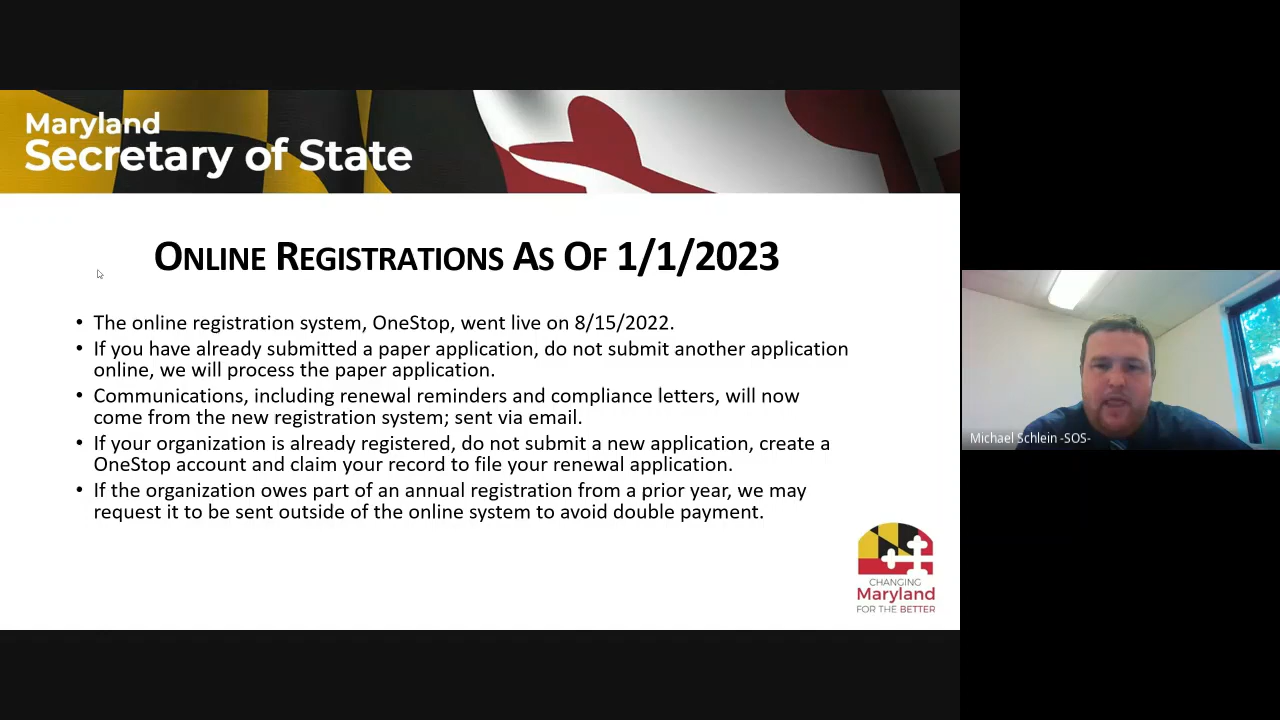 Maryland
Secretary of State
ONLINE REGISTRATIONS AS OF 1/1/2023
• The online registration system, OneStop, went live on 8/15/2022.
• If you have already submitted a paper application, do not submit another application
online, we will process the paper application.
• Communications, including renewal reminders and compliance letters, will now
come from the new registration system; sent via email.
• If your organization is already registered, do not submit a new application, create a
OneStop account and claim your record to file your renewal application.
• If the organization owes part of an annual registration from a prior year, we may
request it to be sent outside of the online system to avoid double payment.
CHANGING
Maryland
FOR THE BETTER
Michael Schlein -SOS-